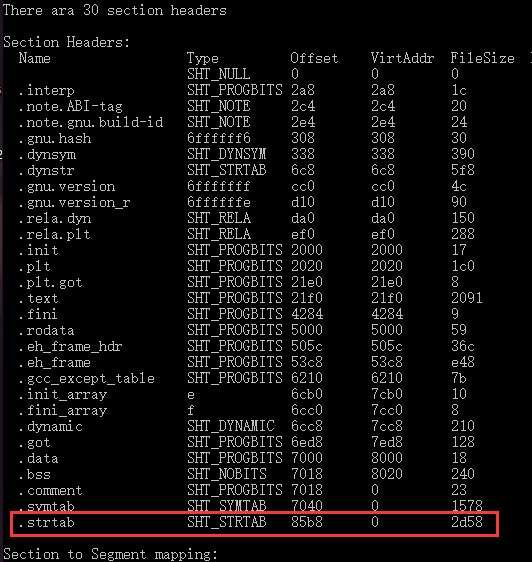 There ara 30 section headers
Section Headers:
Name Type Offset VirtAddr FileSize
SHT_NULL 0 0 0
.interp SHT_PROGBITS 2a8 2a8 1c
.note.ABI-tag SHT_NOTE 2c4 2c4 20
.note.gnu.build-id SHT_NOTE 2e4 2e4 24
.gnu.hash 6ffffff6 308 308 30
.dynsym SHT_DYNSYM 338 338 390
.dynstr SHT_STRTAB 6c8 6c8 5f8
.gnu.version 6fffffff cc0 cc0 4c
.gnu.version_r 6ffffffe d10 d10 90
.rela.dyn SHT_RELA da0 da0 150
.rela.plt SHT_RELA ef0 ef0 288
.init SHT_PROGBITS 2000 2000 17
.plt SHT_PROGBITS 2020 2020 1c0
.plt.got SHT_PROGBITS 21e0 21e0 8
.text SHT_PROGBITS 21f0 21f0 2091
.fini SHT_PROGBITS 4284 4284 9
.rodata SHT_PROGBITS 5000 5000 59
.eh_frame_hdr SHT_PROGBITS 505c 505c 36c
.eh_frame SHT_PROGBITS 53c8 53c8 e48
.gcc_except_table SHT_PROGBITS 6210 6210 7b
.init_array e 6cb0 7cb0 10
.fini_array f 6cc0 7cc0 8
.dynamic SHT_DYNAMIC 6cc8 7cc8 210
.got SHT_PROGBITS 6ed8 7ed8 128
.data SHT_PROGBITS 7000 8000 18
.bss SHT_NOBITS 7018 8020 240
.comment SHT_PROGBITS 7018 0 23
.symtab SHT_SYMTAB 7040 0 1578
.strtab SHT_STRTAB 85b8 0 2d58
Section to Segment mapping: